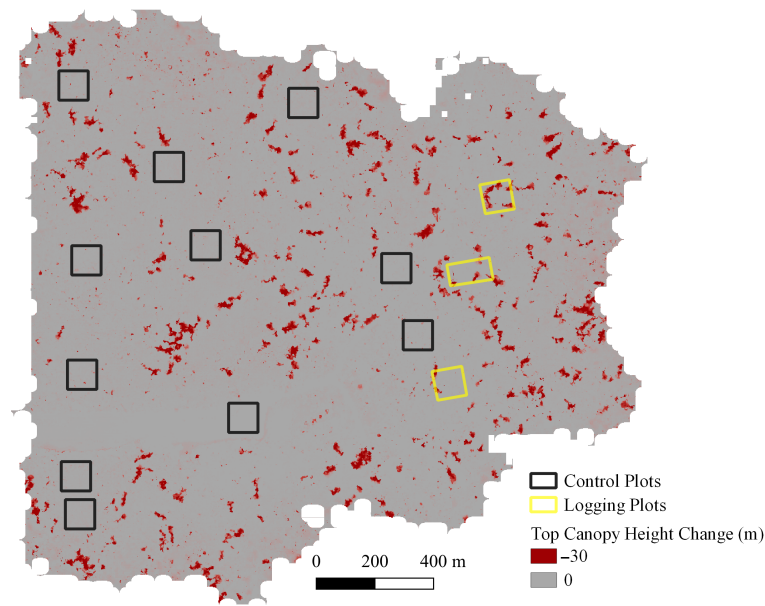 Control Plots
Logging Plots
Top Canopy Height Change (m)
−30
0
0 200 400 m